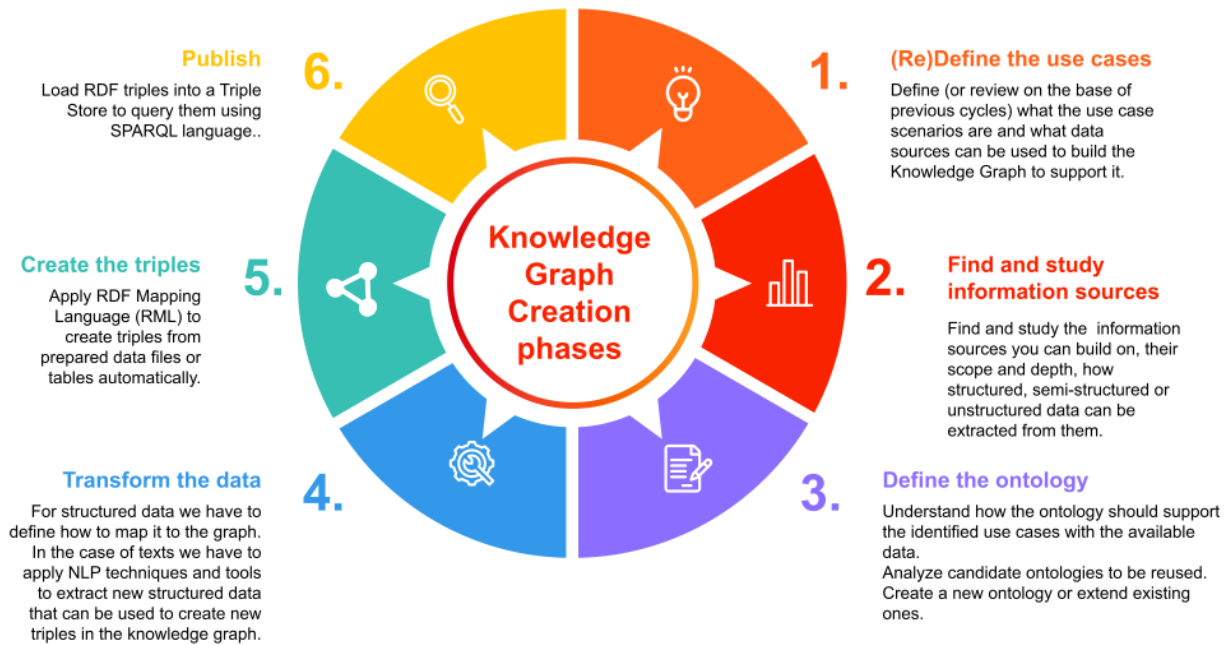 Knowledge
Graph
Creation
phases
1.
(Re)Define the use cases
Define (or review on the base of
previous cycles) what the use case
scenarios are and what data
sources can be used to build the
Knowledge Graph to support it.
2.
Find and study
information sources
Find and study the information
sources you can build on, their
scope and depth, how
structured, semi-structured or
unstructured data can be
extracted from them.
3.
Define the ontology
Understand how the ontology should support
the identified use cases with the available
data.
Analyze candidate ontologies to be reused.
Create a new ontology or extend existing
ones.
4.
Transform the data
For structured data we have to
define how to map it to the graph.
In the case of texts we have to
apply NLP techniques and tools
to extract new structured data
that can be used to create new
triples in the knowledge graph.
5.
Create the triples
Apply RDF Mapping
Language (RML) to
create triples from
prepared data files or
tables automatically.
6.
Publish
Load RDF triples into a Triple
Store to query them using
SPARQL language..